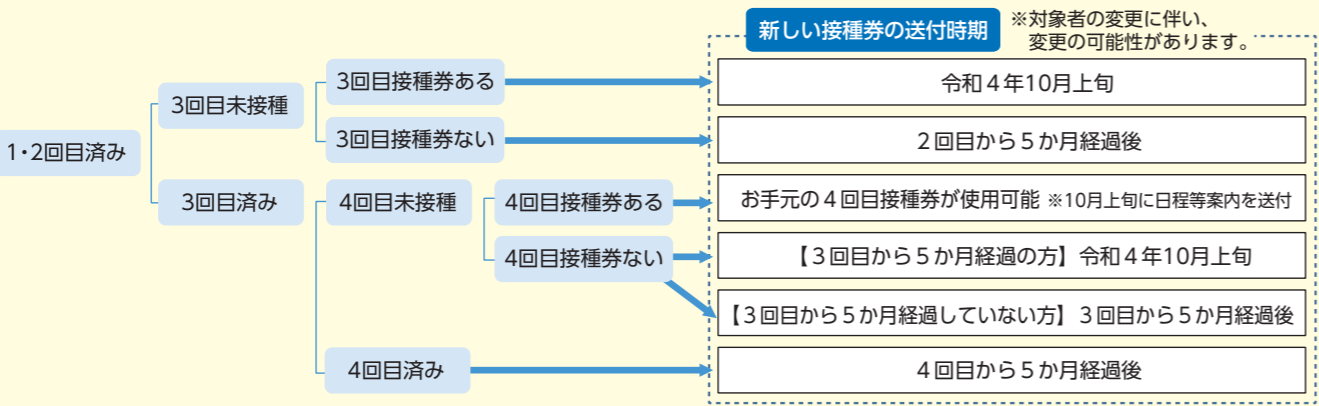 新しい接種券の送付時期
※対象者の変更に伴い、
変更の可能性があります。
1・2回目済み
3回目未接種
3回目接種券ある
令和4年10月上旬
3回目接種券ない
2回目から5か月経過後
3回目済み
4回目未接種
4回目接種券ある
お手元の4回目接種券が使用可能 ※10月上旬に日程等案内を送付
4回目接種券ない
【3回目から5か月経過の方】令和4年10月上旬
【3回目から5か月経過していない方】3回目から5か月経過後
4回目済み
4回目から5か月経過後